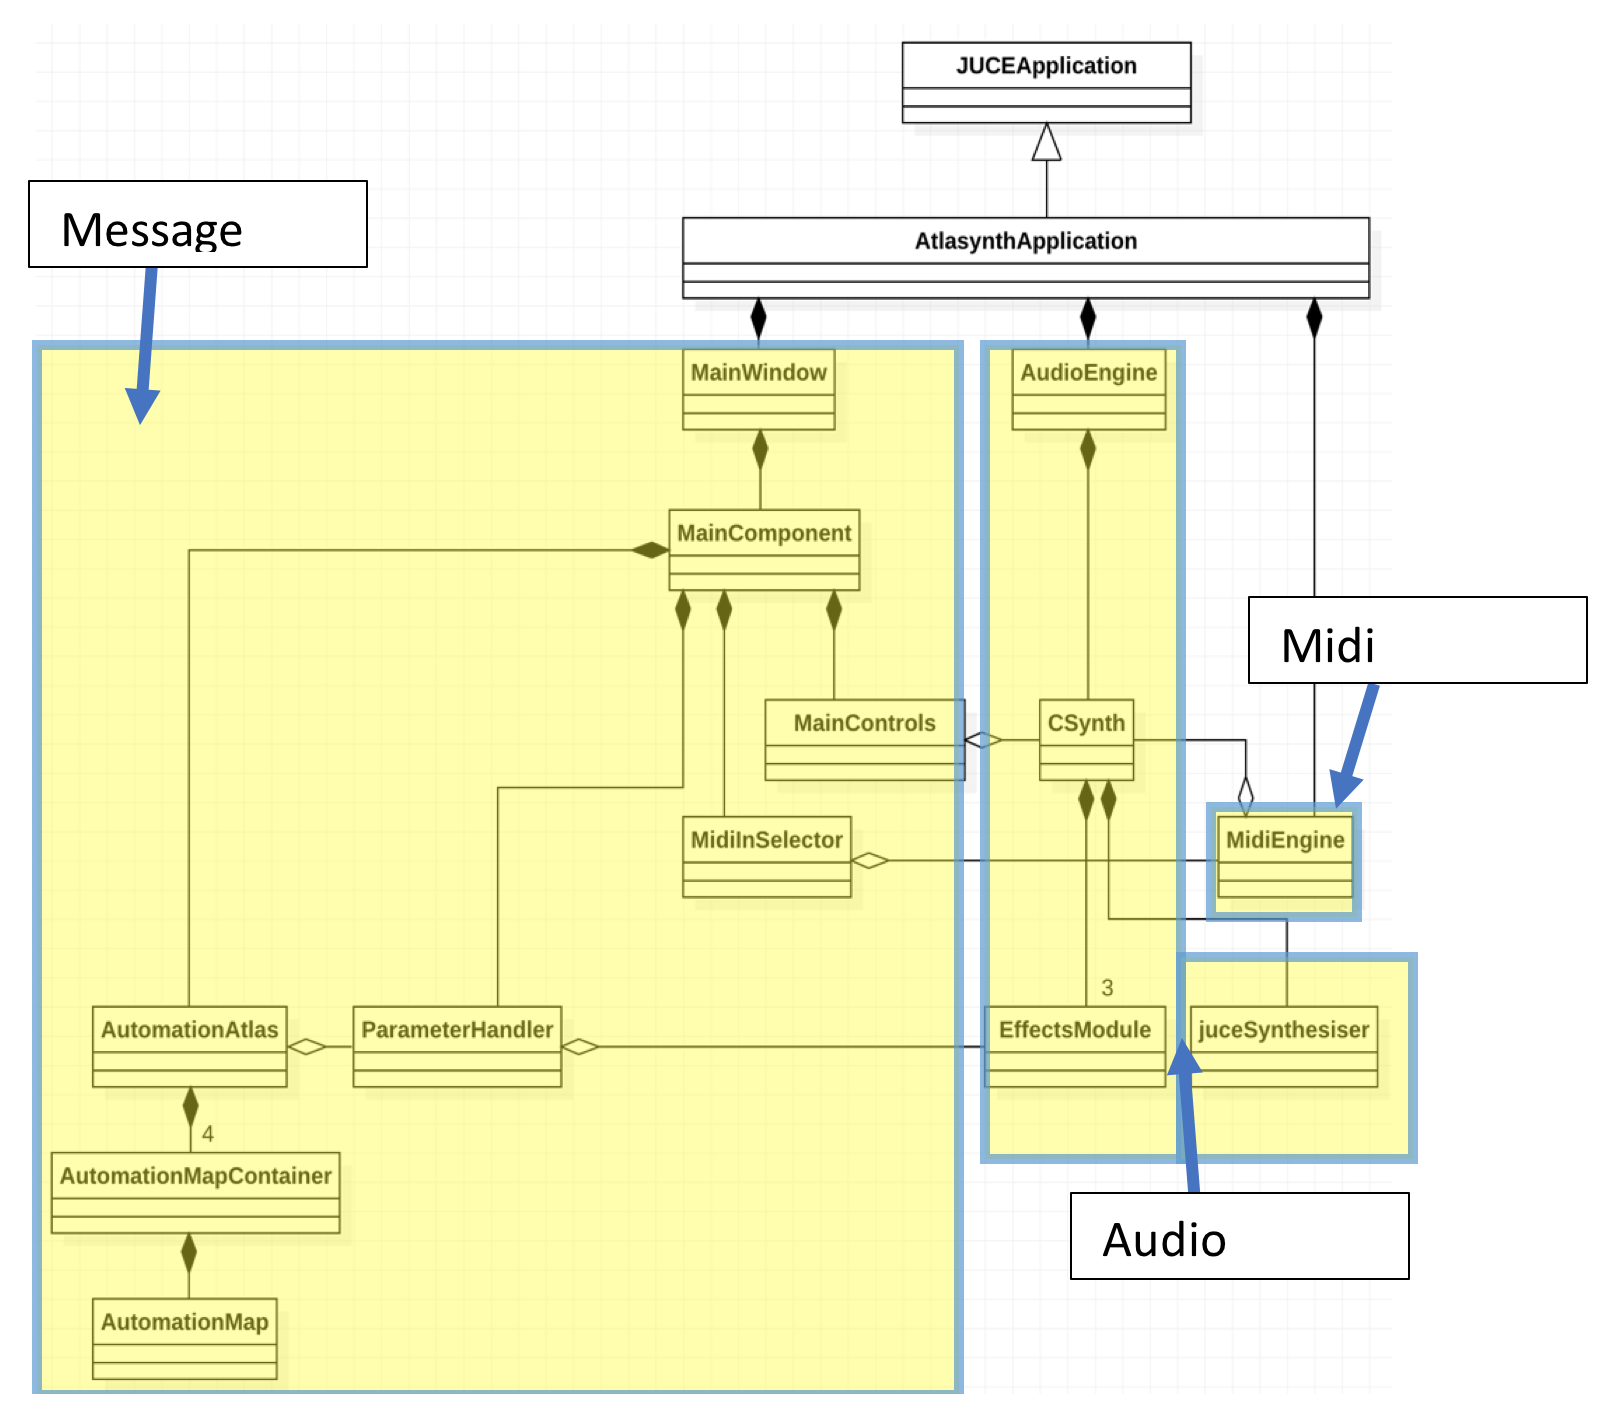 JUCEApplication
Message
AtlasynthApplication
MainWindow
AudioEngine
MainComponent
Midi
MainControls
CSynth
MidiInSelector
MidiEngine
3
AutomationAtlas
ParameterHandler
EffectsModule
juceSynthesiser
4
AutomationMapContainer
Audio
AutomationMap